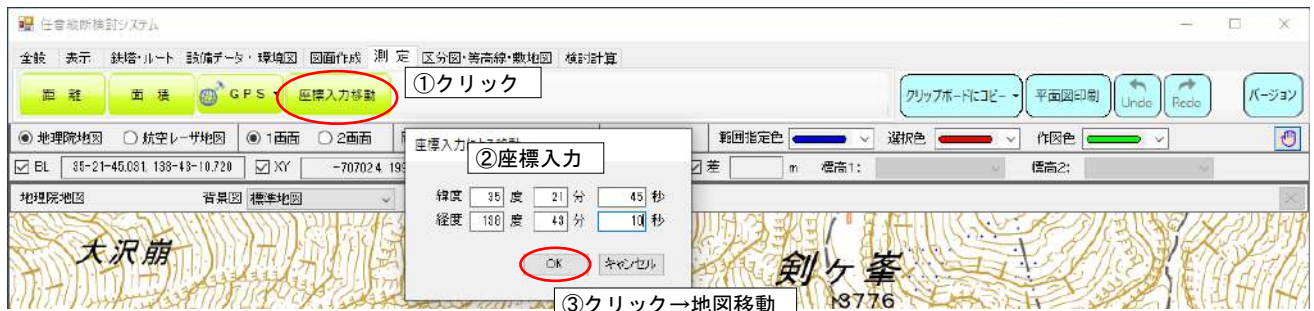 任意縦断検討システム
全般 表示 鉄塔・ルート 設備データ・環境図 図面作成 測 定 区分図・等高線・敷地図 検討計算
距 離 面 積 GPS 座標入力移動 ①クリック クリップボードにコピー 平面図印刷 Undo Redo バージョン
地理院地図 航空レーザ地図 1画面 2画面 範囲指定色 選択色 作図色
座標入力による移動
②座標入力
BL 35-21-45.031, 138-43-10.720 XY -70702.4 差 m 標高1: 標高2:
地理院地図 背景図 標準地図
緯度 35 度 21 分 45 秒
経度 138 度 43 分 10 秒
OK キャンセル
③クリック→地図移動
大沢崩
剣ヶ峯
3776